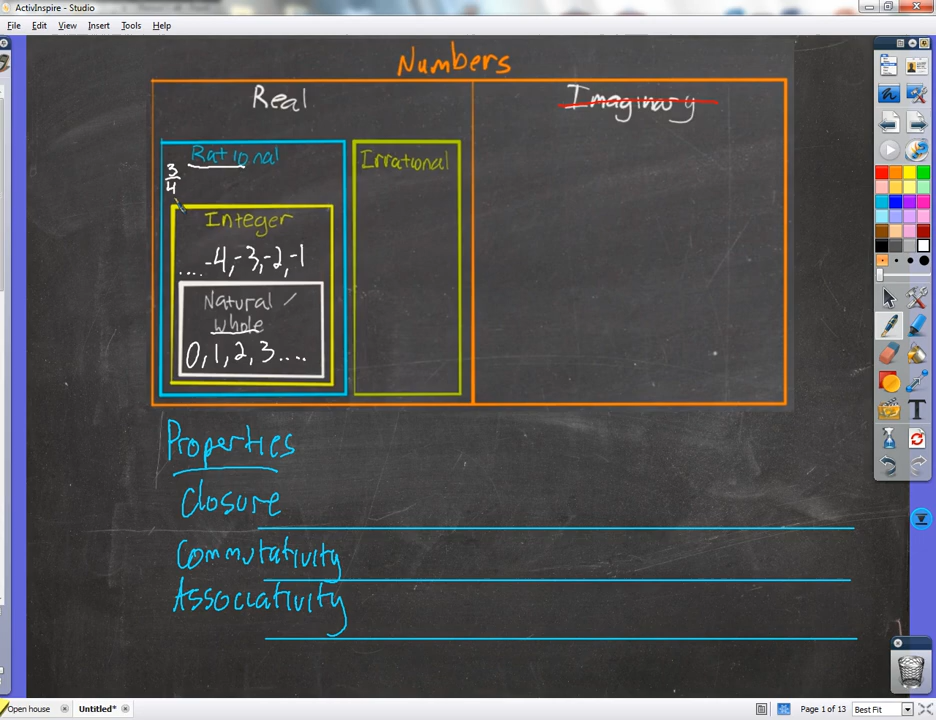 ActivInspire - Studio
File Edit View Insert Tools Help
Numbers
Real
Imaginary
Rational
Irrational
3
4
Integer
....-4,-3,-2,-1
Natural /
whole
0, 1, 2, 3....
Properties
Closure
Commutativity
Associativity
Open house
Untitled*
Page 1 of 13
Best Fit